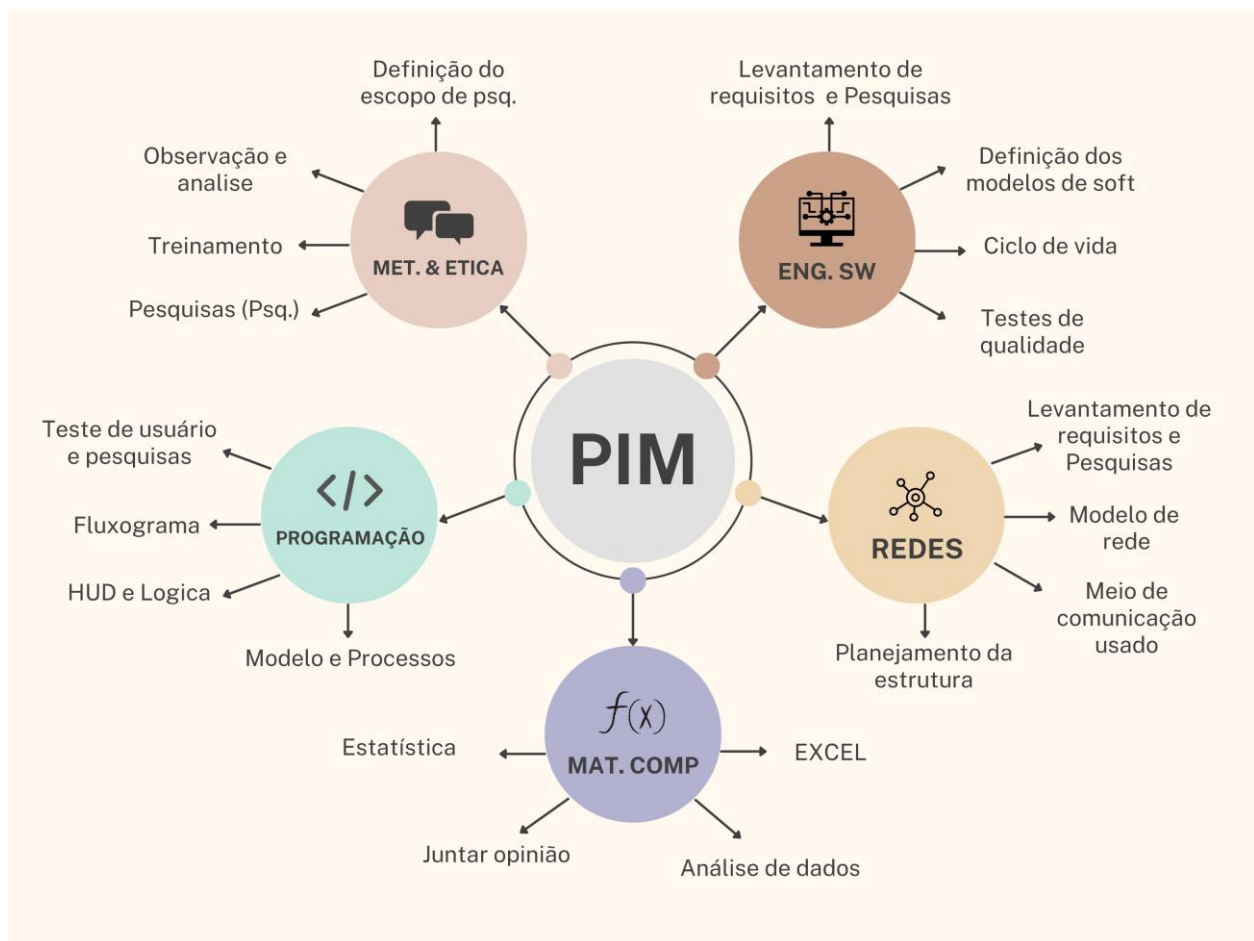 Definição do
escopo de psq.
Observação e
analise
Treinamento
Pesquisas (Psq.)
MET. & ETICA
Levantamento de
requisitos e Pesquisas
Definição dos
modelos de soft
Ciclo de vida
Testes de
qualidade
ENG. SW
PIM
Teste de usuário
e pesquisas
Fluxograma
HUD e Logica
Modelo e Processos
</>
PROGRAMAÇÃO
Levantamento de
requisitos e
Pesquisas
Modelo de
rede
Meio de
comunicação
usado
Planejamento da
estrutura
REDES
f(x)
MAT. COMP
Estatística
EXCEL
Juntar opinião
Análise de dados